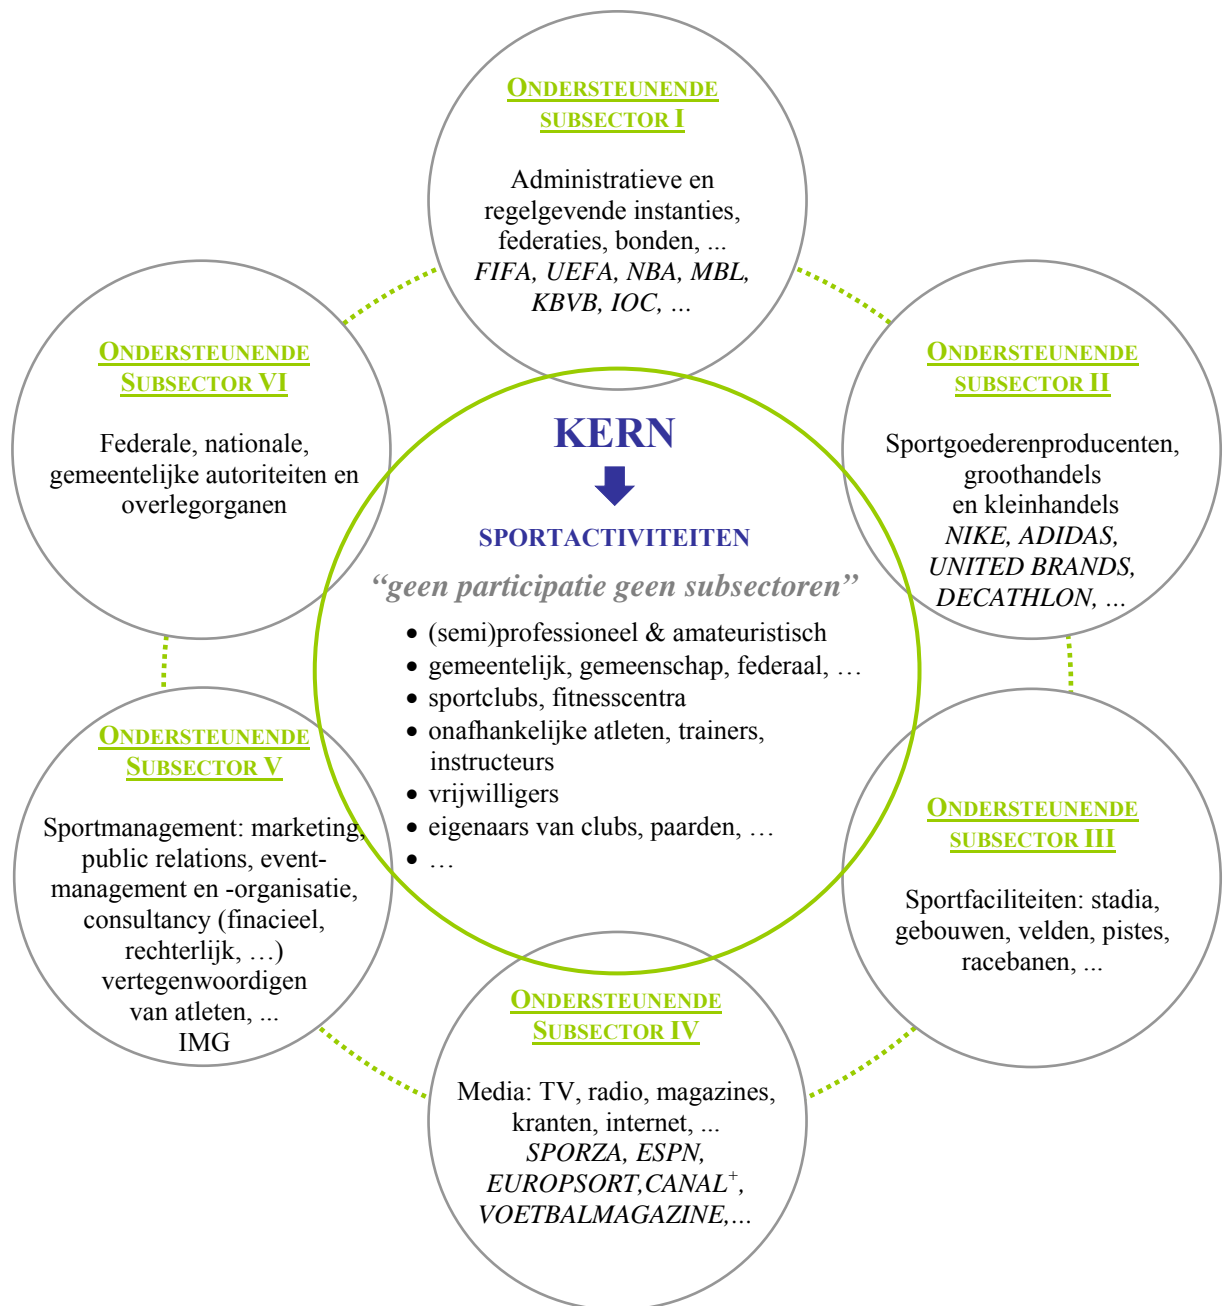 ONDERSTEUNENDE
SUBSECTOR I
Administratieve en
regelgevende instanties,
federaties, bonden, ...
FIFA, UEFA, NBA, MBL,
KBVB, IOC, …
ONDERSTEUNENDE
SUBSECTOR II
Sportgoederenproducenten,
groothandels
en kleinhandels
NIKE, ADIDAS,
UNITED BRANDS,
DECATHLON, …
ONDERSTEUNENDE
SUBSECTOR III
Sportfaciliteiten: stadia,
gebouwen, velden, pistes,
racebanen, ...
ONDERSTEUNENDE
SUBSECTOR IV
Media: TV, radio, magazines,
kranten, internet, ...
SPORZA, ESPN,
EUROPSORT,CANAL+,
VOETBALMAGAZINE,…
ONDERSTEUNENDE
SUBSECTOR V
Sportmanagement: marketing,
public relations, event-
management en -organisatie,
consultancy (finacieel,
rechterlijk, …)
vertegenwoordigen
van atleten, ...
IMG
ONDERSTEUNENDE
SUBSECTOR VI
Federale, nationale,
gemeentelijke autoriteiten en
overlegorganen
KERN
SPORTACTIVITEITEN
“geen participatie geen subsectoren”
• (semi)professioneel & amateuristisch
• gemeentelijk, gemeenschap, federaal, …
• sportclubs, fitnesscentra
• onafhankelijke atleten, trainers,
instructeurs
• vrijwilligers
• eigenaars van clubs, paarden, …
• …